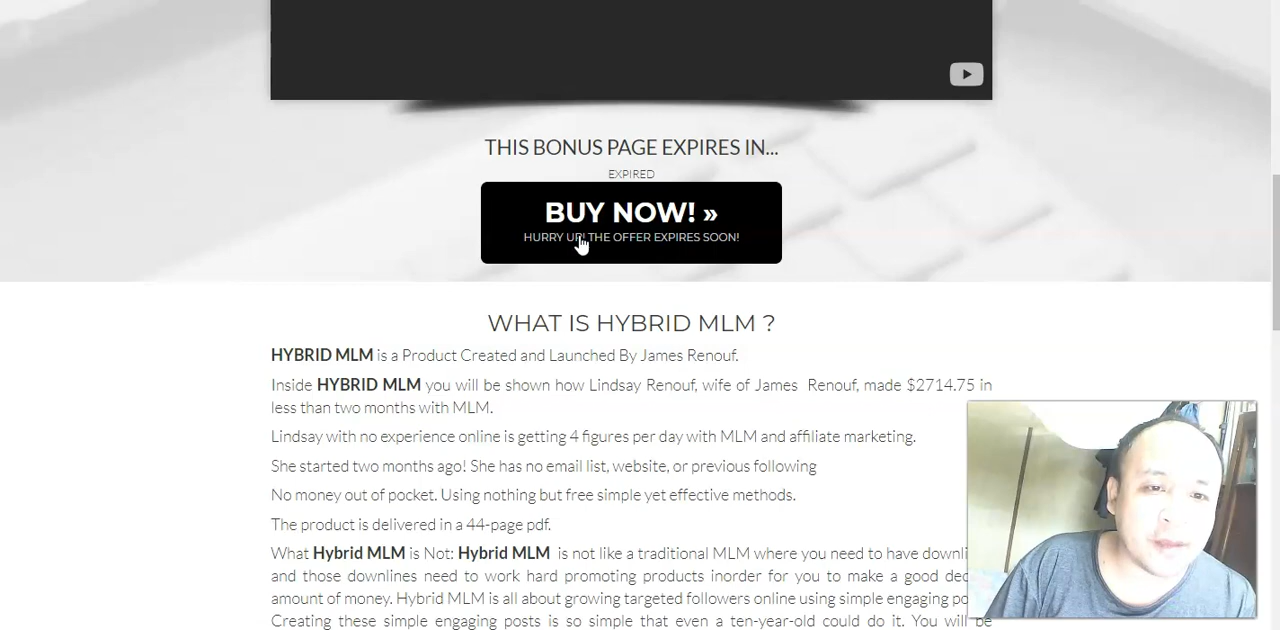 THIS BONUS PAGE EXPIRES IN...
EXPIRED
BUY NOW! »
HURRY UP! THE OFFER EXPIRES SOON!
WHAT IS HYBRID MLM ?
HYBRID MLM is a Product Created and Launched By James Renouf.
Inside HYBRID MLM you will be shown how Lindsay Renouf, wife of James Renouf, made $2714.75 in
less than two months with MLM.
Lindsay with no experience online is getting 4 figures per day with MLM and affiliate marketing.
She started two months ago! She has no email list, website, or previous following
No money out of pocket. Using nothing but free simple yet effective methods.
The product is delivered in a 44-page pdf.
What Hybrid MLM is Not: Hybrid MLM is not like a traditional MLM where you need to have
and those downlines need to work hard promoting products inorder for you to make a good
amount of money. Hybrid MLM is all about growing targeted followers online using simple engaging
Creating these simple engaging posts is so simple that even a ten-year-old could do it. You will be